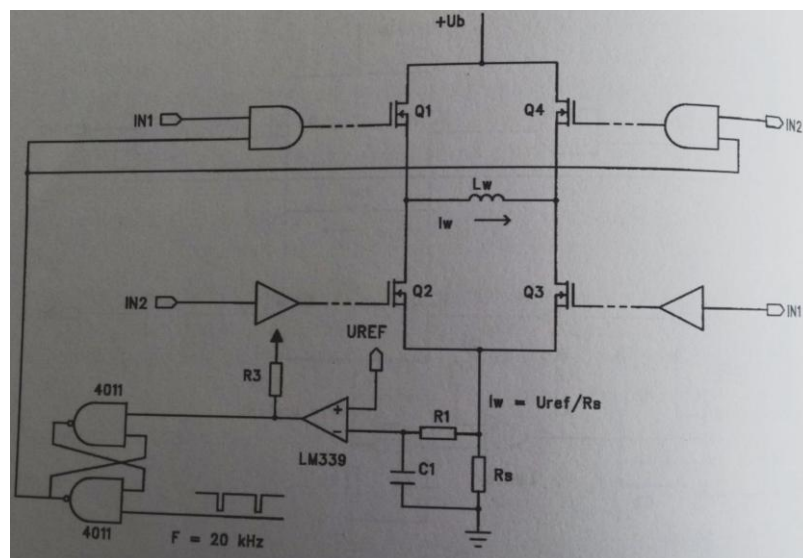 +Ub
IN1
Q1
Q4
IN2
Lw
Iw
IN2
Q2
Q3
IN1
UREF
R3
4011
Iw = Uref/Rs
+
R1
-
LM339
C1
Rs
4011
F = 20 kHz